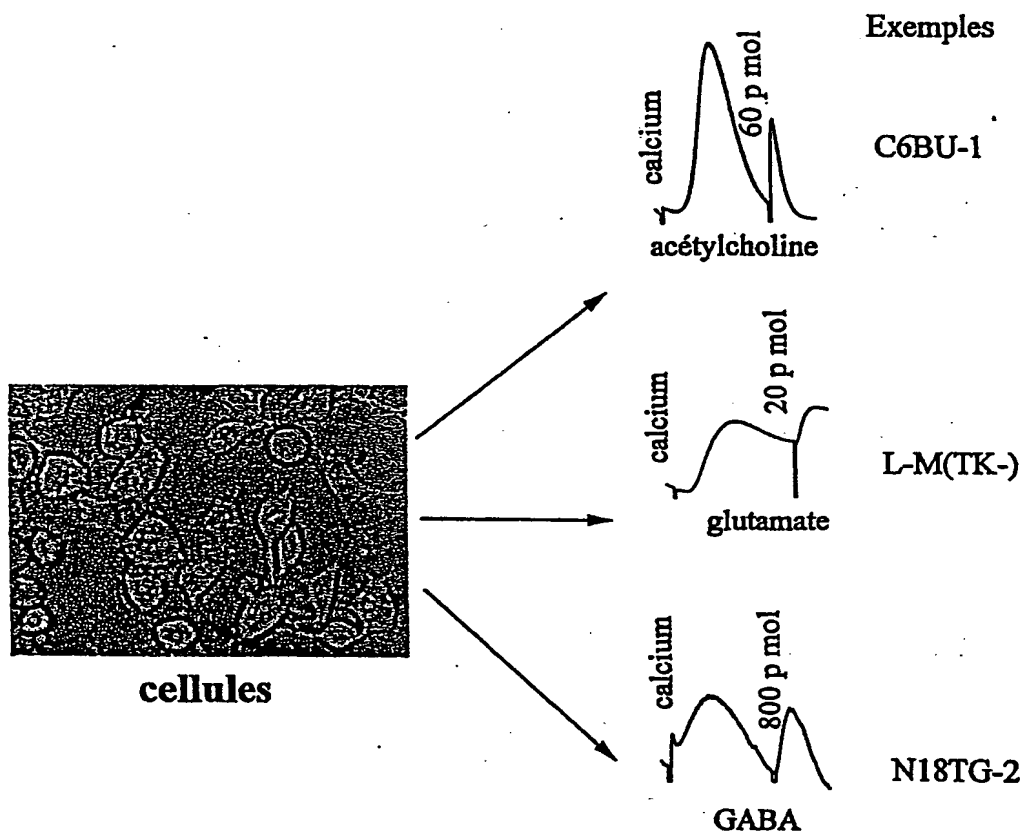 Exemples
calcium
60 p mol
C6BU-1
acétylcholine
calcium
20 p mol
L-M(TK-)
glutamate
cellules
calcium
800 p mol
N18TG-2
GABA